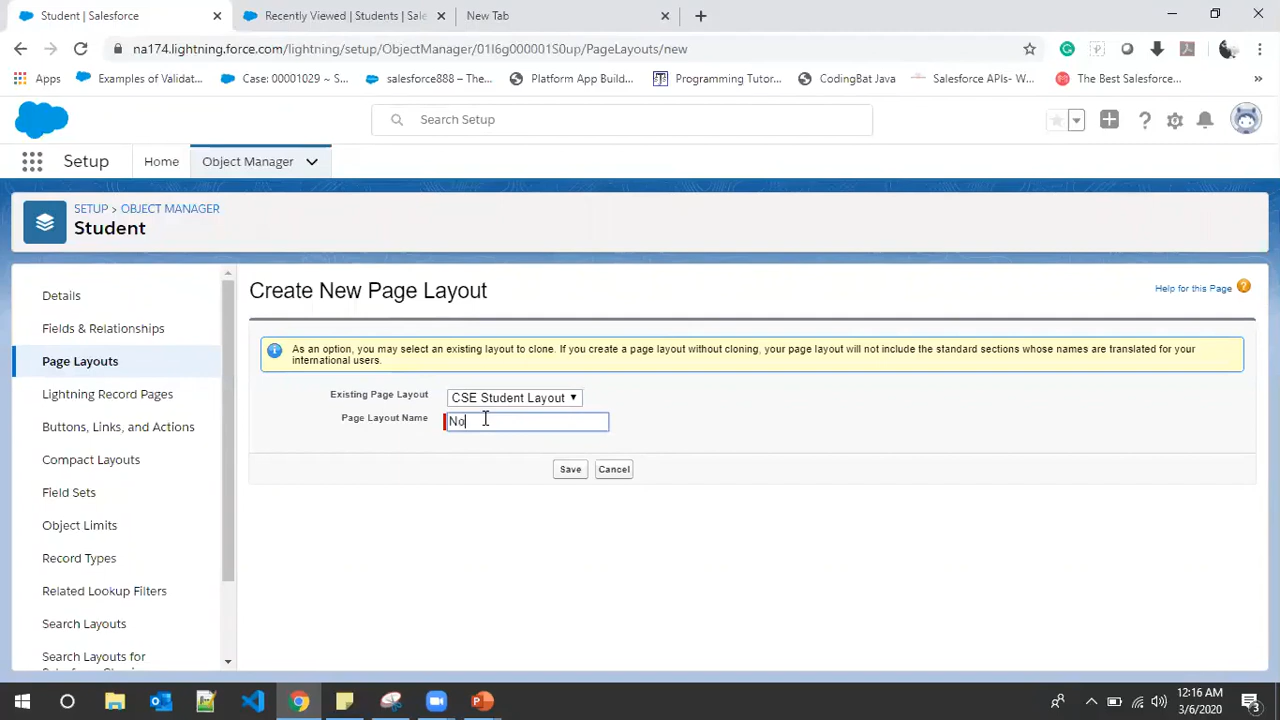 Student | Salesforce
Recently Viewed | Students | Sale
New Tab
na174.lightning.force.com/lightning/setup/ObjectManager/01I6g000001S0up/PageLayouts/new
Apps
Examples of Validat...
Case: 00001029 ~ S...
salesforce888 – The...
Platform App Build...
Programming Tutor...
CodingBat Java
Salesforce APIs- W...
The Best Salesforce...
»
Search Setup
Setup
Home
Object Manager
SETUP > OBJECT MANAGER
Student
Details
Fields & Relationships
Page Layouts
Lightning Record Pages
Buttons, Links, and Actions
Compact Layouts
Field Sets
Object Limits
Record Types
Related Lookup Filters
Search Layouts
Search Layouts for
Create New Page Layout
Help for this Page
As an option, you may select an existing layout to clone. If you create a page layout without cloning, your page layout will not include the standard sections whose names are translated for your
international users.
Existing Page Layout
CSE Student Layout
Page Layout Name
No
Save
Cancel
12:16 AM
3/6/2020
3